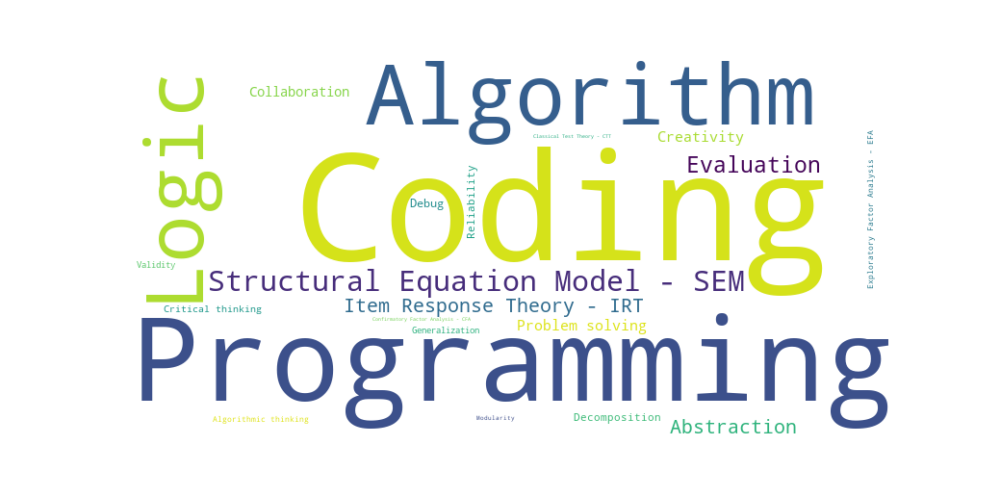 Algorithm
Logic
Collaboration
Classical Test Theory - CTT
Creativity
Exploratory Factor Analysis - EFA
Coding
Evaluation
Reliability
Debug
Validity
Structural Equation Model - SEM
Item Response Theory - IRT
Critical thinking
Confirmatory Factor Analysis - CFA
Problem solving
Generalization
Programming
Algorithmic thinking
Modularity
Decomposition
Abstraction